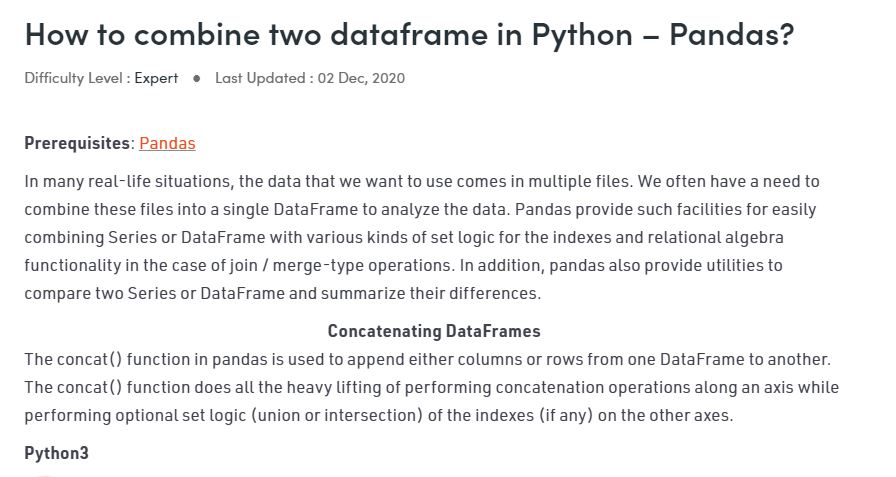 How to combine two dataframe in Python – Pandas?
Difficulty Level : Expert ● Last Updated : 02 Dec, 2020
Prerequisites: Pandas
In many real-life situations, the data that we want to use comes in multiple files. We often have a need to
combine these files into a single DataFrame to analyze the data. Pandas provide such facilities for easily
combining Series or DataFrame with various kinds of set logic for the indexes and relational algebra
functionality in the case of join / merge-type operations. In addition, pandas also provide utilities to
compare two Series or DataFrame and summarize their differences.
Concatenating DataFrames
The concat() function in pandas is used to append either columns or rows from one DataFrame to another.
The concat() function does all the heavy lifting of performing concatenation operations along an axis while
performing optional set logic (union or intersection) of the indexes (if any) on the other axes.
Python3